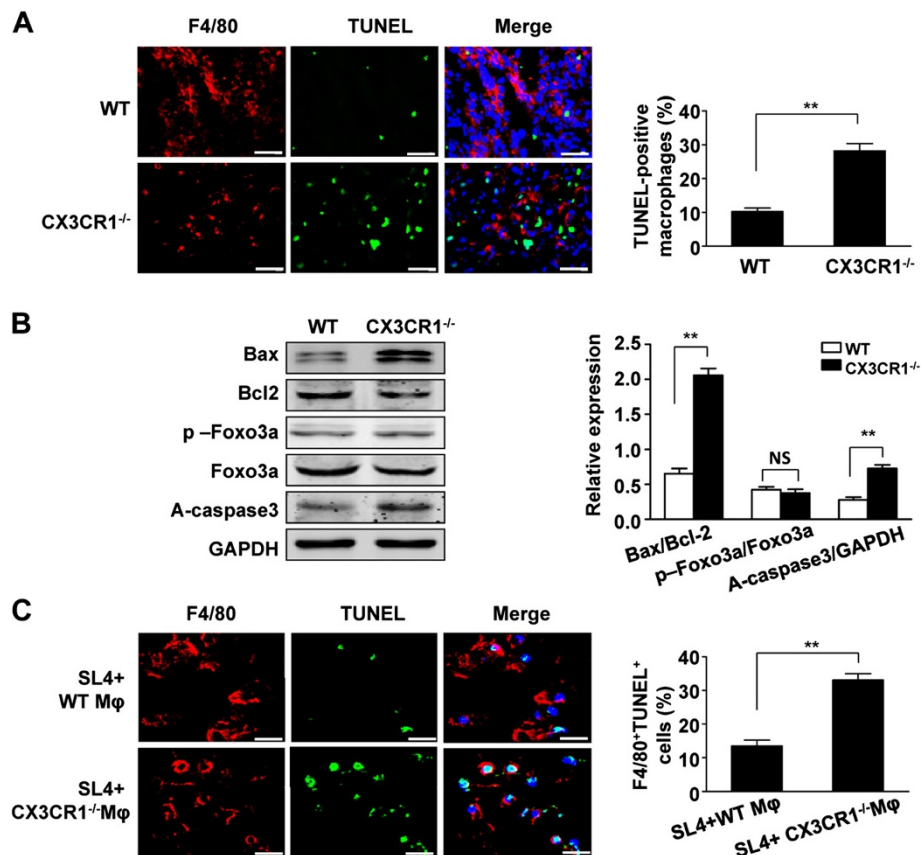 A
F4/80 TUNEL Merge
WT
CX3CR1-/-
TUNEL-positive
macrophages (%)
40
30
20
10
0
**
WT CX3CR1-/-
B
WT CX3CR1-/-
Bax
Bcl2
p –Foxo3a
Foxo3a
A-caspase3
GAPDH
Relative expression
2.5
2.0
1.5
1.0
0.5
0.0
**
NS
**
WT
CX3CR1-/-
Bax/Bcl-2
p–Foxo3a/Foxo3a
A-caspase3/GAPDH
C
F4/80 TUNEL Merge
SL4+
WT Mφ
SL4+
CX3CR1-/-Mφ
F4/80+TUNEL+
cells (%)
40
30
20
10
0
**
SL4+WT Mφ
SL4+ CX3CR1-/-Mφ